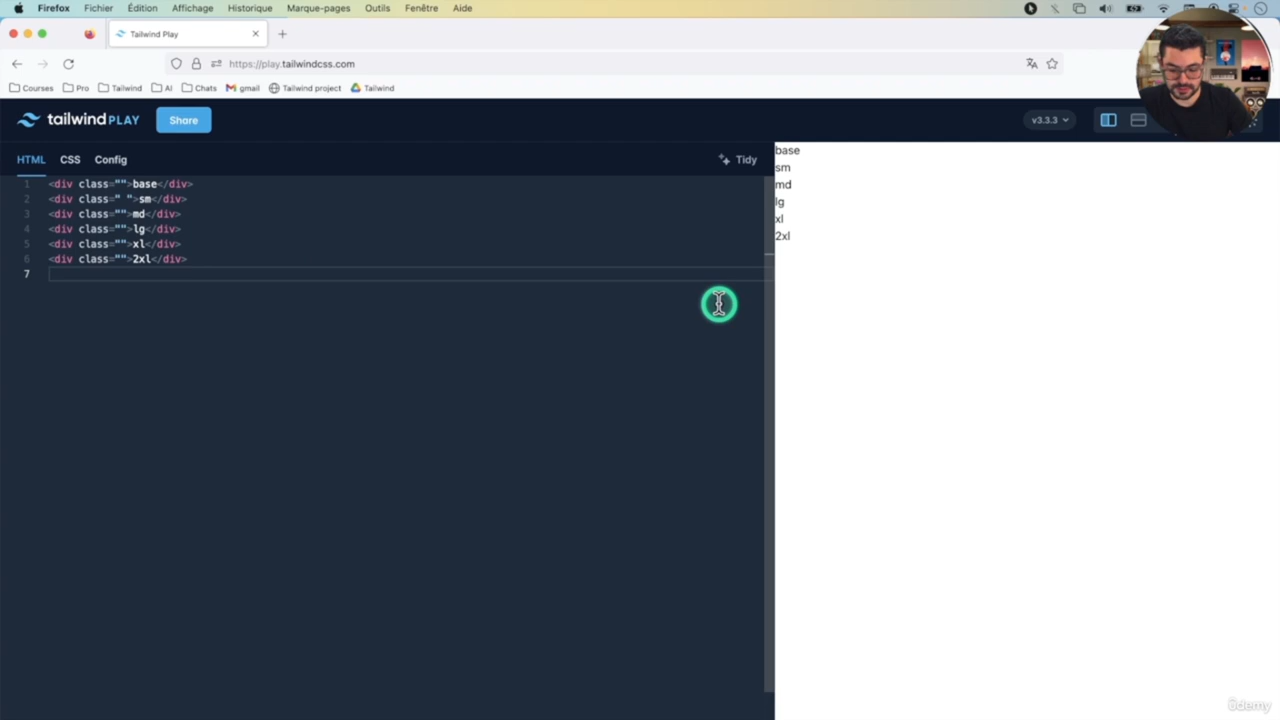 Firefox Fichier Édition Affichage Historique Marque-pages Outils Fenêtre Aide
Tailwind Play
https://play.tailwindcss.com
Courses Pro Tailwind AI Chats gmail Tailwind project Tailwind
tailwind PLAY Share v3.3.3
HTML CSS Config Tidy
1 <div class="">base</div>
2 <div class=" ">sm</div>
3 <div class="">md</div>
4 <div class="">lg</div>
5 <div class="">xl</div>
6 <div class="">2xl</div>
7
base
sm
md
lg
xl
2xl
ûdemy